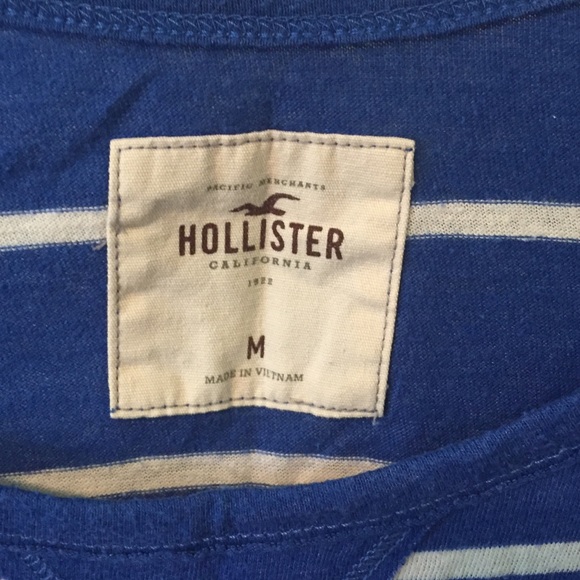 PACIFIC MERCHANTS
HOLLISTER
CALIFORNIA
1922
M
MADE IN VIETNAM